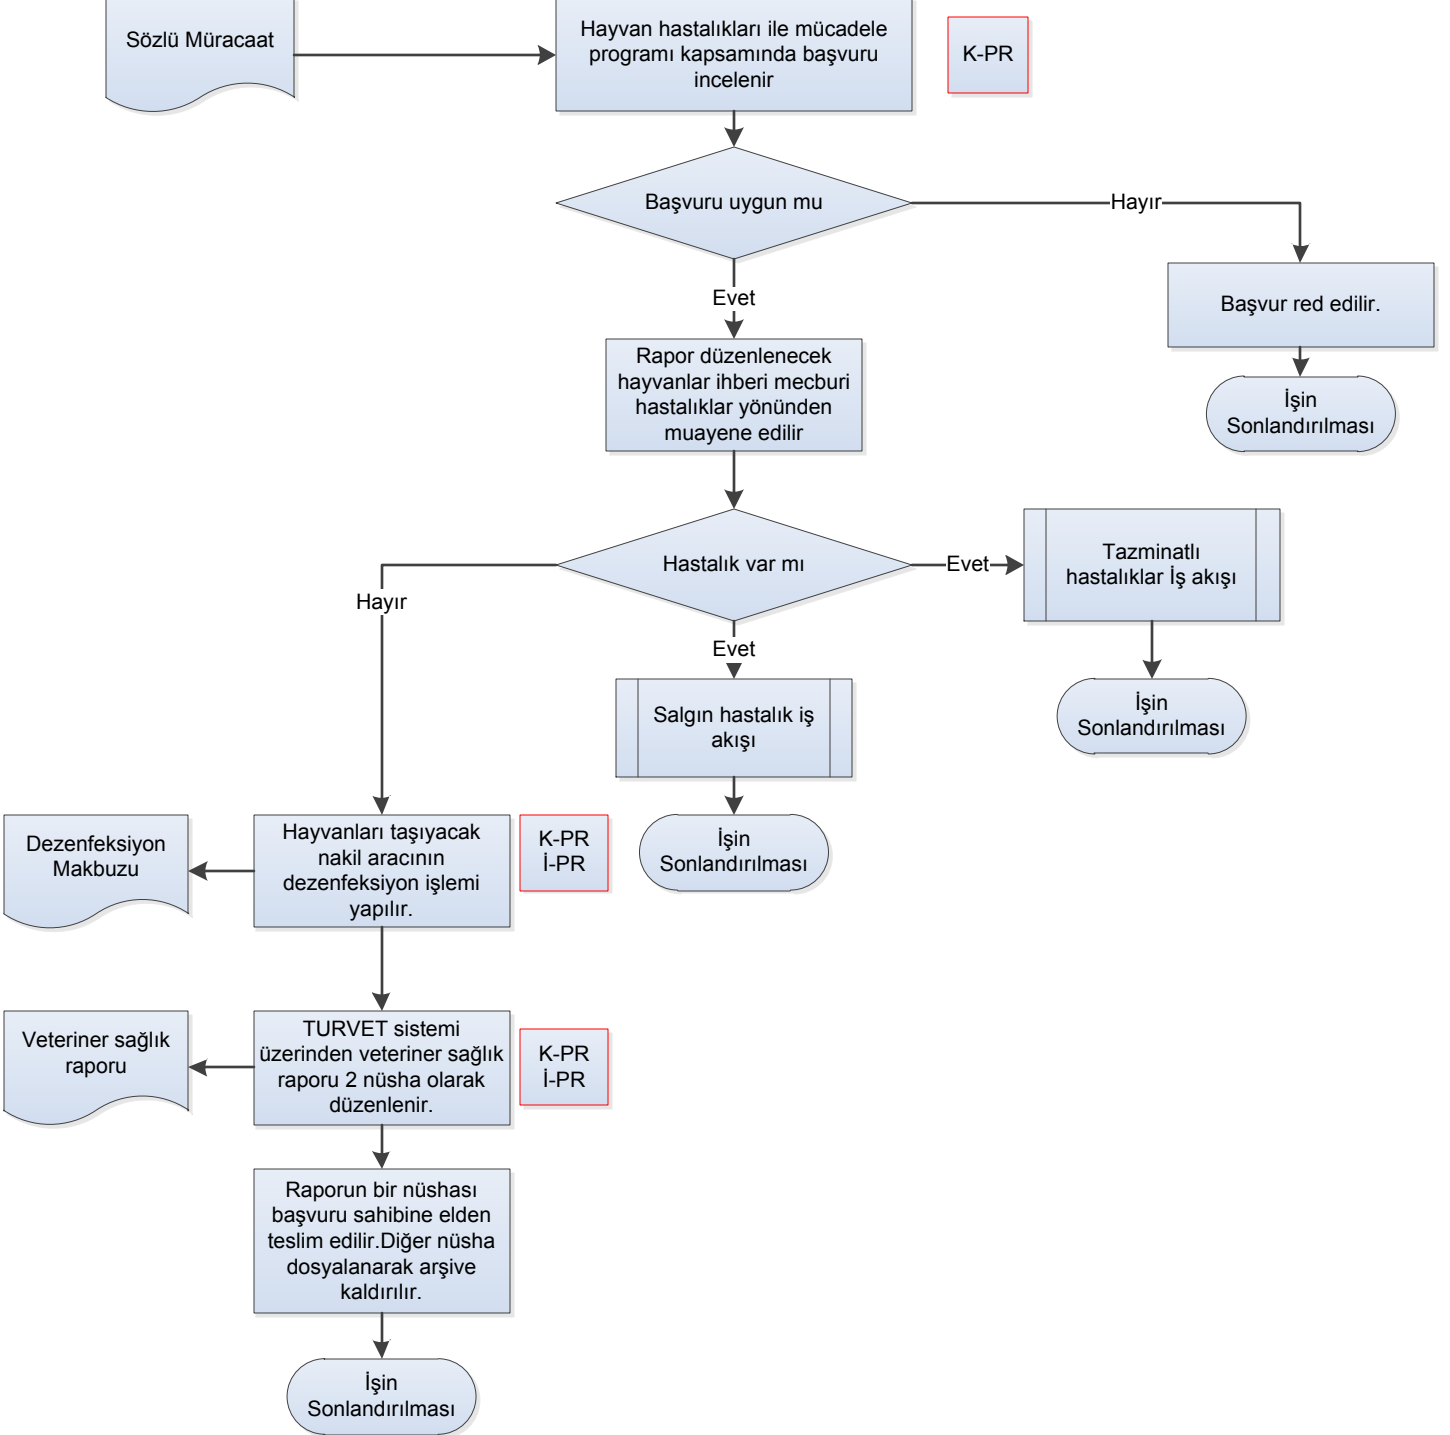 Sözlü Müracaat
Hayvan hastalıkları ile mücadele
programı kapsamında başvuru
incelenir
K-PR
Başvuru uygun mu
Hayır
Evet
Başvur red edilir.
İşin
Sonlandırılması
Rapor düzenlenecek
hayvanlar ihberi mecburi
hastalıklar yönünden
muayene edilir
Hastalık var mı
Evet
Tazminatlı
hastalıklar İş akışı
Hayır
Evet
İşin
Sonlandırılması
Salgın hastalık iş
akışı
İşin
Sonlandırılması
Dezenfeksiyon
Makbuzu
Hayvanları taşıyacak
nakil aracının
dezenfeksiyon işlemi
yapılır.
K-PR
İ-PR
Veteriner sağlık
raporu
TURVET sistemi
üzerinden veteriner sağlık
raporu 2 nüsha olarak
düzenlenir.
K-PR
İ-PR
Raporun bir nüshası
başvuru sahibine elden
teslim edilir.Diğer nüsha
dosyalanarak arşive
kaldırılır.
İşin
Sonlandırılması